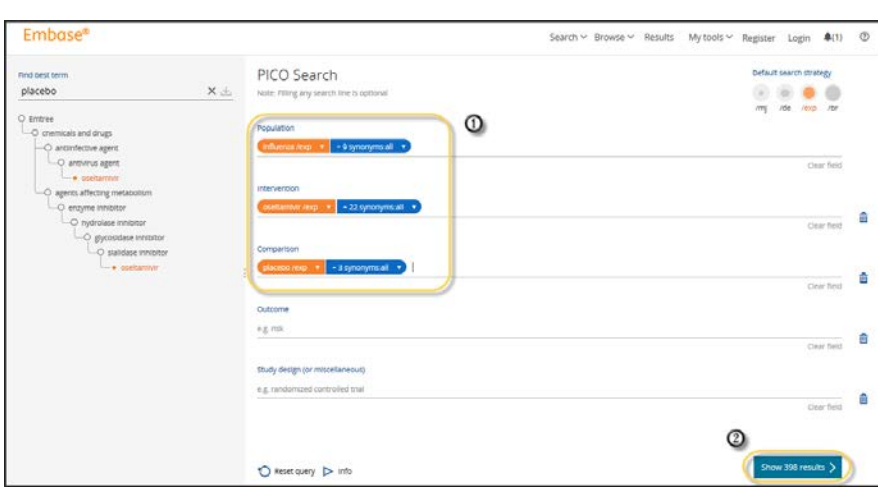 Embase®
Search Browse Results My tools Register Login (1)
Find best term
placebo
Emtree
chemicals and drugs
antiinfective agent
antivirus agent
oseltamivir
agents affecting metabolism
enzyme inhibitor
hydrolase inhibitor
glycosidase inhibitor
sialidase inhibitor
oseltamivir
PICO Search
Note: Filling any search line is optional
Default search strategy
/mj /de /exp /br
1
Population
influenza /exp + 9 synonyms:all
Clear field
Intervention
oseltamivir /exp + 22 synonyms:all
Clear field
Comparison
placebo /exp + 3 synonyms:all
Clear field
Outcome
e.g. risk
Clear field
Study design (or miscellaneous)
e.g. randomized controlled trial
Clear field
2
Reset query Info
Show 398 results